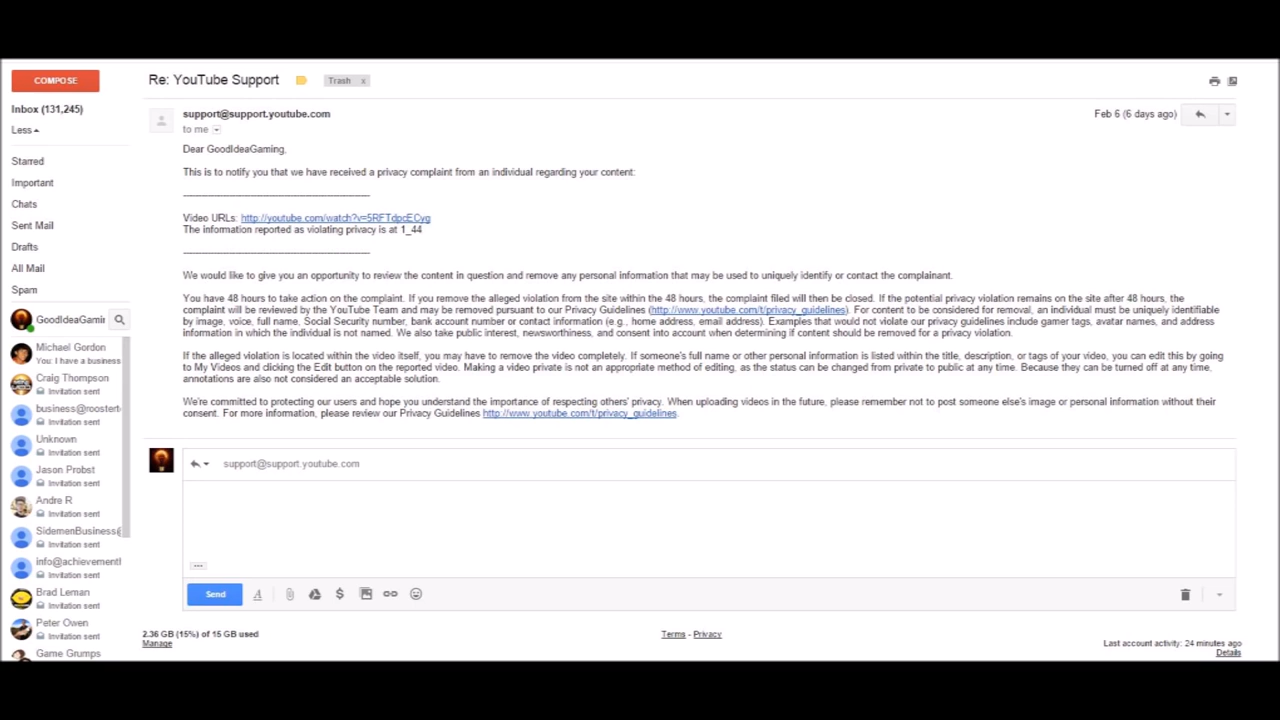 COMPOSE
Re: YouTube Support
Trash x
Inbox (131,245)
Less
Starred
Important
Chats
Sent Mail
Drafts
All Mail
Spam
GoodIdeaGamin
Michael Gordon
You: I have a business
Craig Thompson
Invitation sent
business@roostert
Invitation sent
Unknown
Invitation sent
Jason Probst
Invitation sent
Andre R
Invitation sent
SidemenBusiness@
Invitation sent
info@achievementh
Invitation sent
Brad Leman
Invitation sent
Peter Owen
Invitation sent
Game Grumps
support@support.youtube.com
Feb 6 (6 days ago)
to me
Dear GoodIdeaGaming,
This is to notify you that we have received a privacy complaint from an individual regarding your content:
Video URLs: http://youtube.com/watch?v=5RFTdpcECyg
The information reported as violating privacy is at 1_44
We would like to give you an opportunity to review the content in question and remove any personal information that may be used to uniquely identify or contact the complainant.
You have 48 hours to take action on the complaint. If you remove the alleged violation from the site within the 48 hours, the complaint filed will then be closed. If the potential privacy violation remains on the site after 48 hours, the
complaint will be reviewed by the YouTube Team and may be removed pursuant to our Privacy Guidelines (http://www.youtube.com/t/privacy_guidelines). For content to be considered for removal, an individual must be uniquely identifiable
by image, voice, full name, Social Security number, bank account number or contact information (e.g., home address, email address). Examples that would not violate our privacy guidelines include gamer tags, avatar names, and address
information in which the individual is not named. We also take public interest, newsworthiness, and consent into account when determining if content should be removed for a privacy violation.
If the alleged violation is located within the video itself, you may have to remove the video completely. If someone's full name or other personal information is listed within the title, description, or tags of your video, you can edit this by going
to My Videos and clicking the Edit button on the reported video. Making a video private is not an appropriate method of editing, as the status can be changed from private to public at any time. Because they can be turned off at any time,
annotations are also not considered an acceptable solution.
We're committed to protecting our users and hope you understand the importance of respecting others' privacy. When uploading videos in the future, please remember not to post someone else's image or personal information without their
consent. For more information, please review our Privacy Guidelines http://www.youtube.com/t/privacy_guidelines.
support@support.youtube.com
Send
2.36 GB (15%) of 15 GB used
Manage
Terms - Privacy
Last account activity: 24 minutes ago
Details